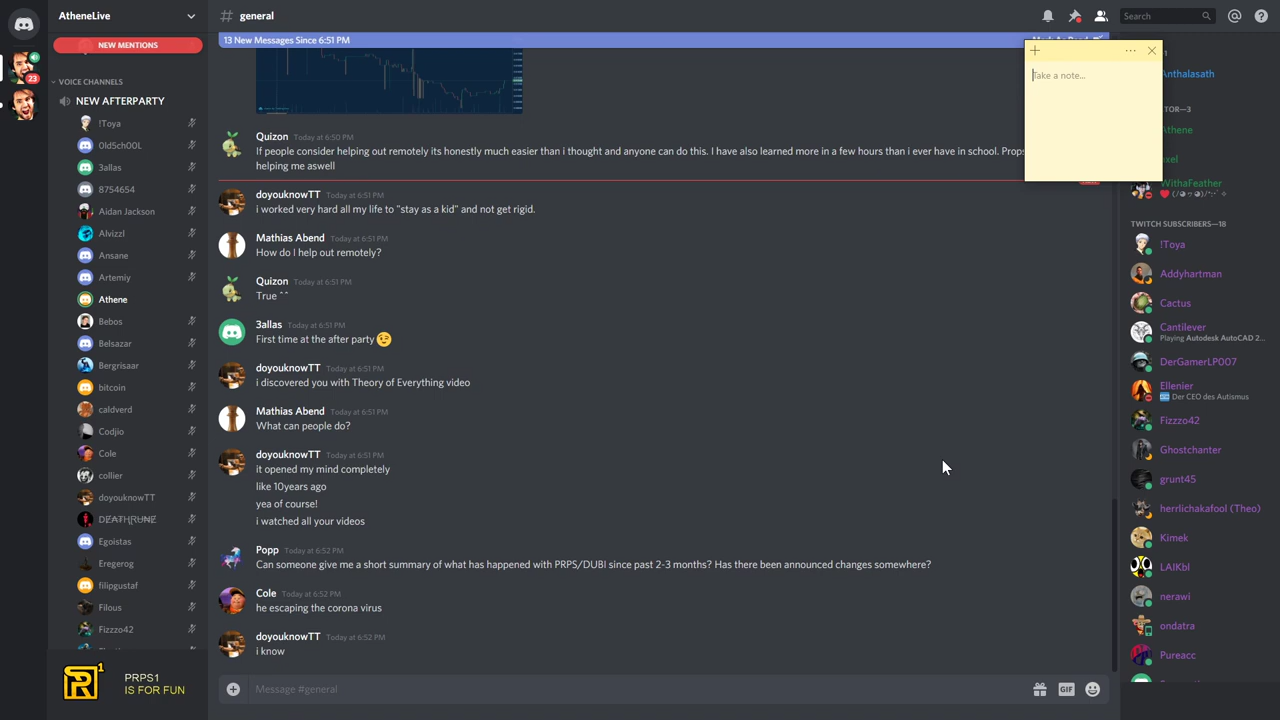 AtheneLive
general
Search
NEW MENTIONS
13 New Messages Since 6:51 PM
23
VOICE CHANNELS
NEW AFTERPARTY
!Toya
0ld5ch00L
3allas
8754654
Aidan Jackson
Alvizzl
Ansane
Artemiy
Athene
Bebos
Belsazar
Bergrisaar
bitcoin
caldverd
Codjio
Cole
collier
doyouknowTT
DEATHRUNE
Egoistas
Eregerog
filipgustaf
Filous
Fizzzo42
PRPS1
IS FOR FUN
Quizon Today at 6:50 PM
If people consider helping out remotely its honestly much easier than i thought and anyone can do this. I have also learned more in a few hours than i ever have in school. Props
helping me aswell
doyouknowTT Today at 6:51 PM
i worked very hard all my life to "stay as a kid" and not get rigid.
Mathias Abend Today at 6:51 PM
How do I help out remotely?
Quizon Today at 6:51 PM
True ^^
3allas Today at 6:51 PM
First time at the after party
doyouknowTT Today at 6:51 PM
i discovered you with Theory of Everything video
Mathias Abend Today at 6:51 PM
What can people do?
doyouknowTT Today at 6:51 PM
it opened my mind completely
like 10years ago
yea of course!
i watched all your videos
Popp Today at 6:52 PM
Can someone give me a short summary of what has happened with PRPS/DUBI since past 2-3 months? Has there been announced changes somewhere?
Cole Today at 6:52 PM
he escaping the corona virus
doyouknowTT Today at 6:52 PM
i know
Message #general
GIF
Take a note...
Anthalasath
TOR—3
Athene
xel
WithaFeather
TWITCH SUBSCRIBERS—18
!Toya
Addyhartman
Cactus
Cantilever
Playing Autodesk AutoCAD 2...
DerGamerLP007
Ellenier
Der CEO des Autismus
Fizzzo42
Ghostchanter
grunt45
herrlichakafool (Theo)
Kimek
LAIKbl
nerawi
ondatra
Pureacc